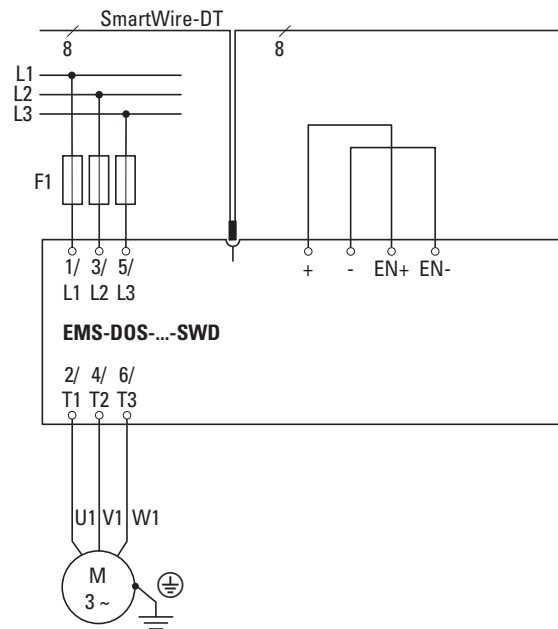 SmartWire-DT
8 8
L1
L2
L3
F1
1/ 3/ 5/
L1 L2 L3
+ - EN+ EN-
EMS-DOS-...-SWD
2/ 4/ 6/
T1 T2 T3
U1 V1 W1
M
3 ~